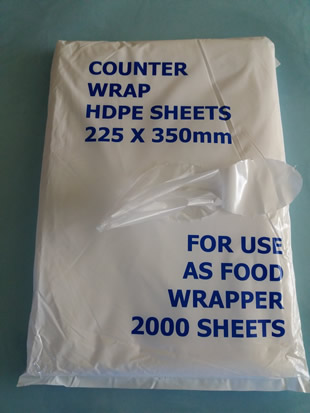 COUNTER
WRAP
HDPE SHEETS
225 X 350mm
FOR USE
AS FOOD
WRAPPER
2000 SHEETS